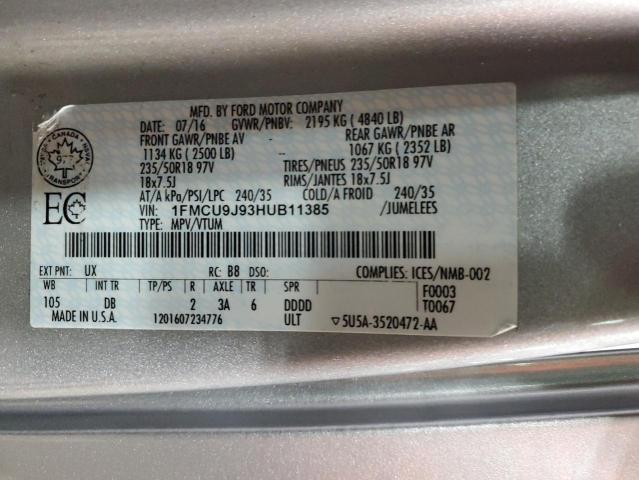 MFD. BY FORD MOTOR COMPANY
DATE: 07/16 GVWR/PNBV: 2195 KG ( 4840 LB)
FRONT GAWR/PNBE AV REAR GAWR/PNBE AR
1134 KG ( 2500 LB) -- 1067 KG ( 2352 LB)
235/50R18 97V TIRES/PNEUS 235/50R18 97V
18x7.5J RIMS/JANTES 18x7.5J
AT/A kPa/PSI/LPC 240/35 COLD/A FROID 240/35
VIN: 1FMCU9J93HUB11385 /JUMELEES
TYPE: MPV/VTUM
CANADA
TRANSPORT
EC
EXT PNT: UX RC: B8 DSO: COMPLIES: ICES/NMB-002
WB INT TR TP/PS R AXLE TR SPR F0003
105 DB 2 3A 6 DDDD T0067
MADE IN U.S.A. 1201607234776 ULT ▽5U5A-3520472-AA